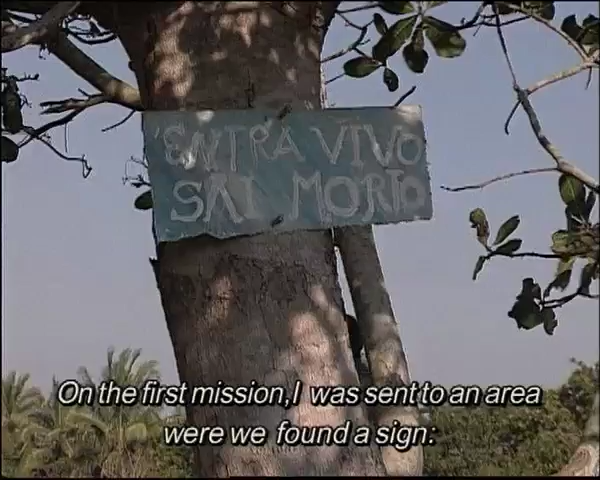 ENTRA VIVO
SAI MORTO
On the first mission, I was sent to an area
were we found a sign: